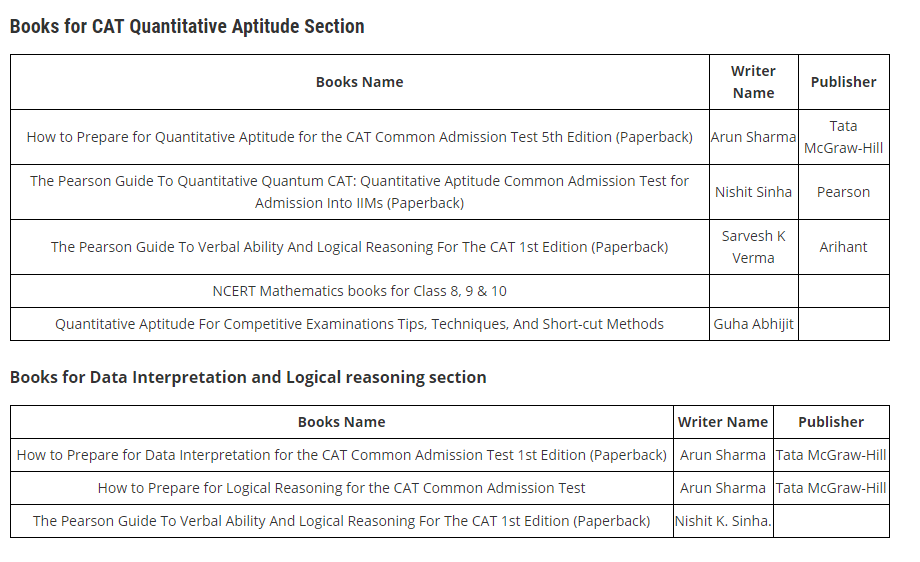 Books for CAT Quantitative Aptitude Section
Books Name
Writer
Name
Publisher
How to Prepare for Quantitative Aptitude for the CAT Common Admission Test 5th Edition (Paperback)
Arun Sharma
Tata
McGraw-Hill
The Pearson Guide To Quantitative Quantum CAT: Quantitative Aptitude Common Admission Test for
Admission Into IIMs (Paperback)
Nishit Sinha
Pearson
The Pearson Guide To Verbal Ability And Logical Reasoning For The CAT 1st Edition (Paperback)
Sarvesh K
Verma
Arihant
NCERT Mathematics books for Class 8, 9 & 10
Quantitative Aptitude For Competitive Examinations Tips, Techniques, And Short-cut Methods
Guha Abhijit
Books for Data Interpretation and Logical reasoning section
Books Name
Writer Name
Publisher
How to Prepare for Data Interpretation for the CAT Common Admission Test 1st Edition (Paperback)
Arun Sharma
Tata McGraw-Hill
How to Prepare for Logical Reasoning for the CAT Common Admission Test
Arun Sharma
Tata McGraw-Hill
The Pearson Guide To Verbal Ability And Logical Reasoning For The CAT 1st Edition (Paperback)
Nishit K. Sinha.